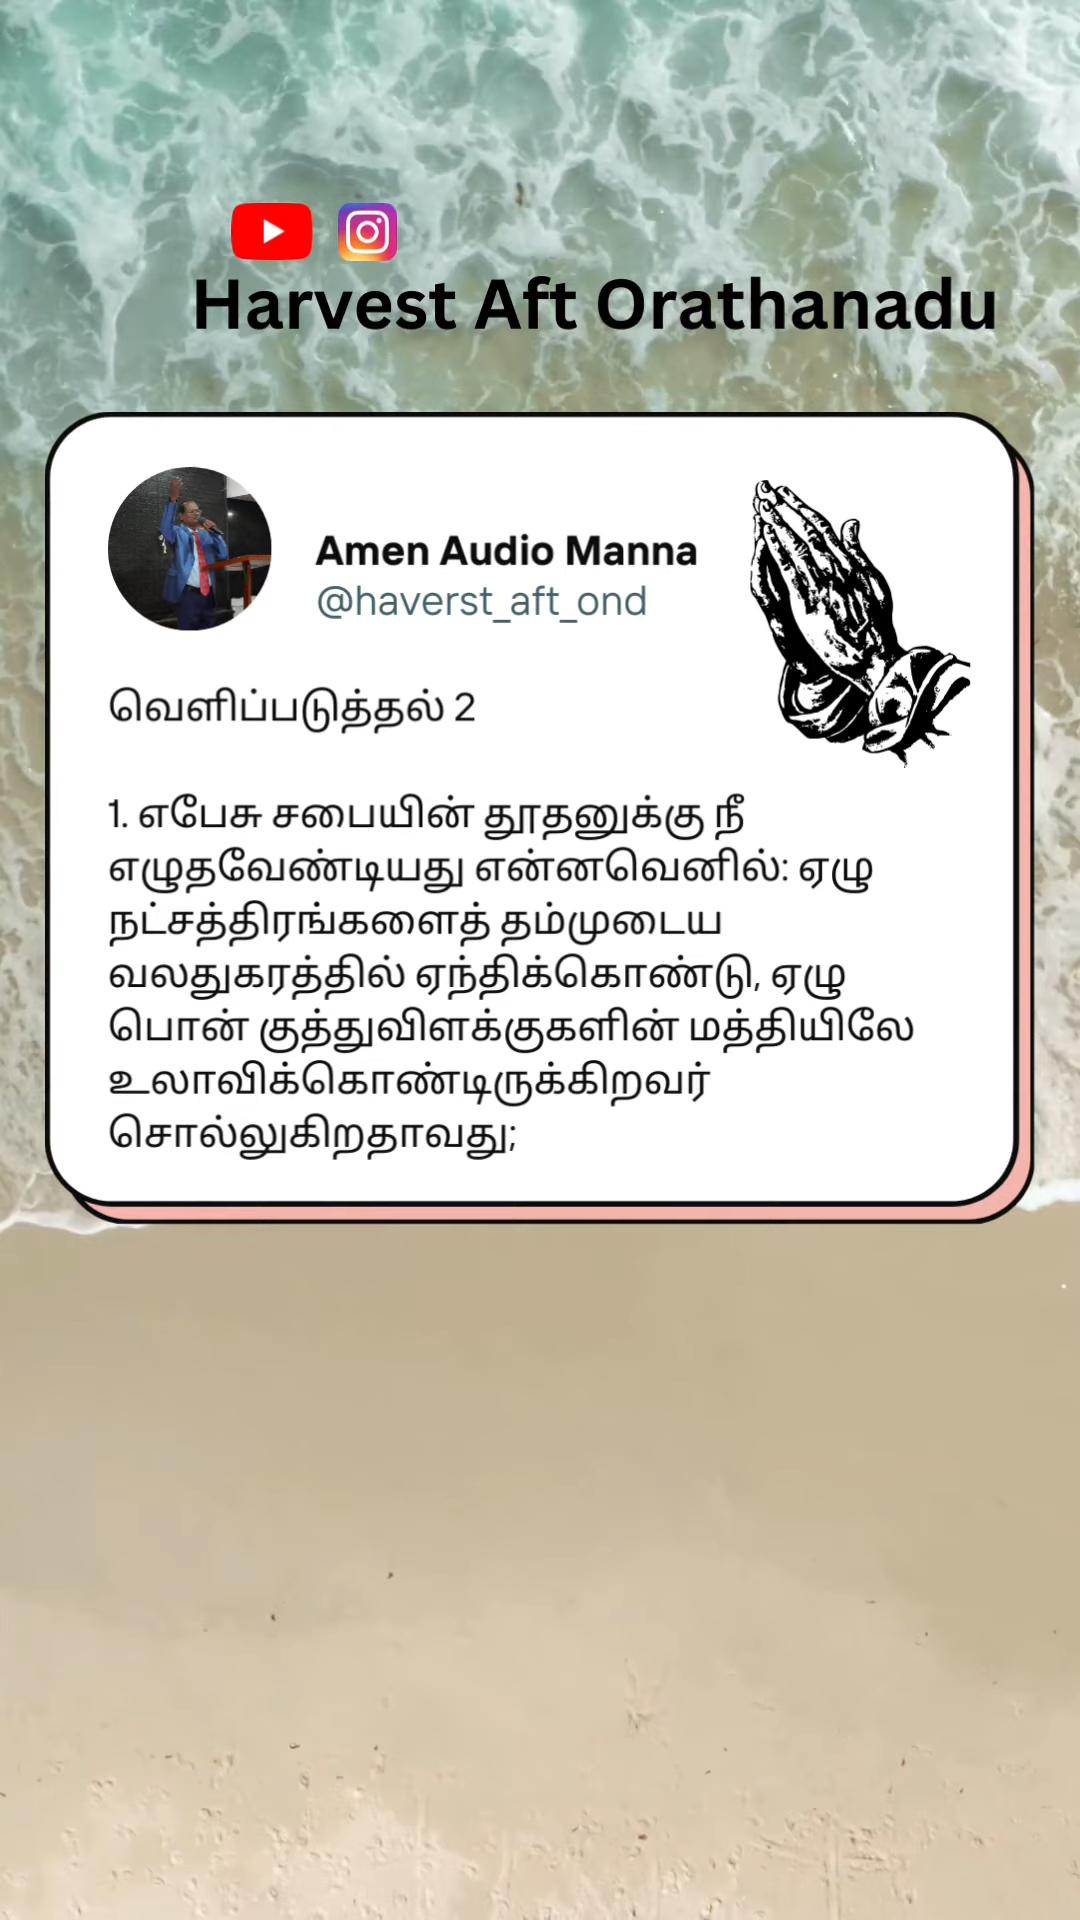 Harvest Aft Orathanadu
Amen Audio Manna
@haverst_aft_ond
வெளிப்படுத்தல் 2
1. எபேசு சபையின் தூதனுக்கு நீ
எழுதவேண்டியது என்னவெனில்: ஏழு
நட்சத்திரங்களைத் தம்முடைய
வலதுகரத்தில் ஏந்திக்கொண்டு, ஏழு
பொன் குத்துவிளக்குகளின் மத்தியிலே
உலாவிக்கொண்டிருக்கிறவர்
சொல்லுகிறதாவது;